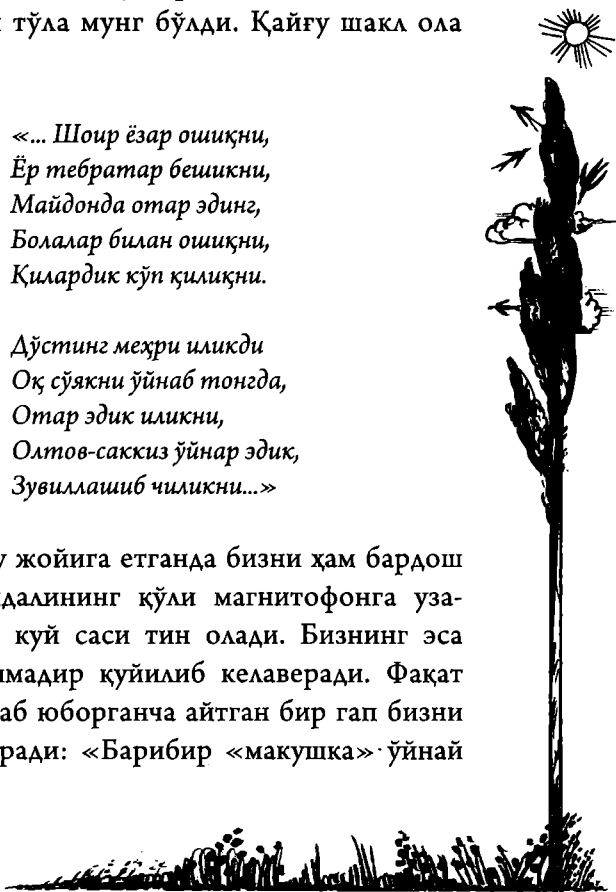 тўла мунг бўлди. Қайғу шакл ола
«... Шоир ёзар ошиқни,
Ёр тебратар бешикни,
Майдонда отар эдинг,
Болалар билан ошиқни,
Қилардик кўп қилиқни.
Дўстинг меҳри иликди
Оқ сўякни ўйнаб тонгда,
Отар эдик иликни,
Олтов-саккиз ўйнар эдик,
Зувиллашиб чиликни...»
жойига етганда бизни ҳам бардош
далининг қўли магнитофонга уза-
куй саси тин олади. Бизнинг эса
мадир қуйилиб келаверади. Фақат
аб юборганча айтган бир гап бизни
ради: «Барибир «макушка» ўйнай